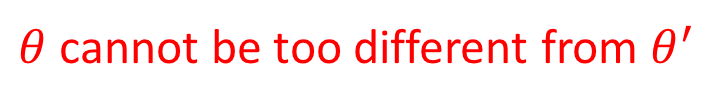 θ cannot be too different from θ′